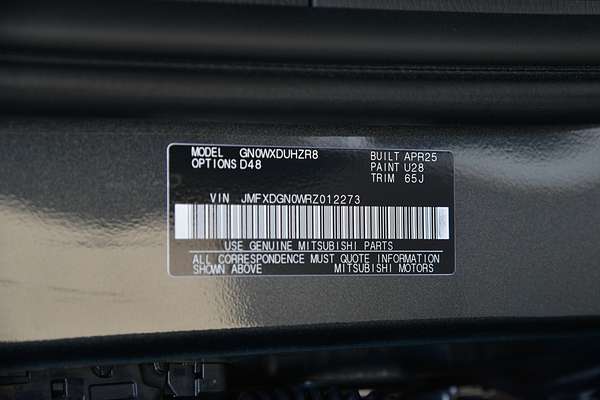 MODEL GN0WXDUHZR8 BUILT APR25
OPTIONS D48 PAINT U28
TRIM 65J
VIN JMFXDGN0WRZ012273
USE GENUINE MITSUBISHI PARTS
ALL CORRESPONDENCE MUST QUOTE INFORMATION
SHOWN ABOVE MITSUBISHI MOTORS